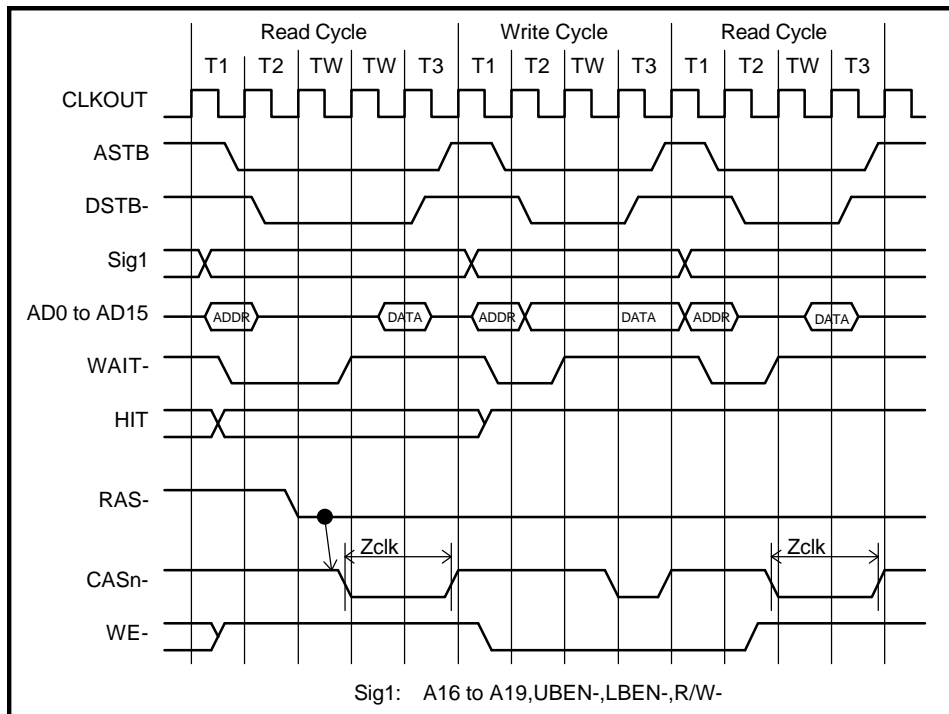 Read Cycle Write Cycle Read Cycle
T1 T2 TW TW T3 T1 T2 TW T3 T1 T2 TW T3
CLKOUT
ASTB
DSTB-
Sig1
AD0 to AD15 ADDR DATA ADDR DATA ADDR DATA
WAIT-
HIT
RAS-
Zclk Zclk
CASn-
WE-
Sig1: A16 to A19,UBEN-,LBEN-,R/W-